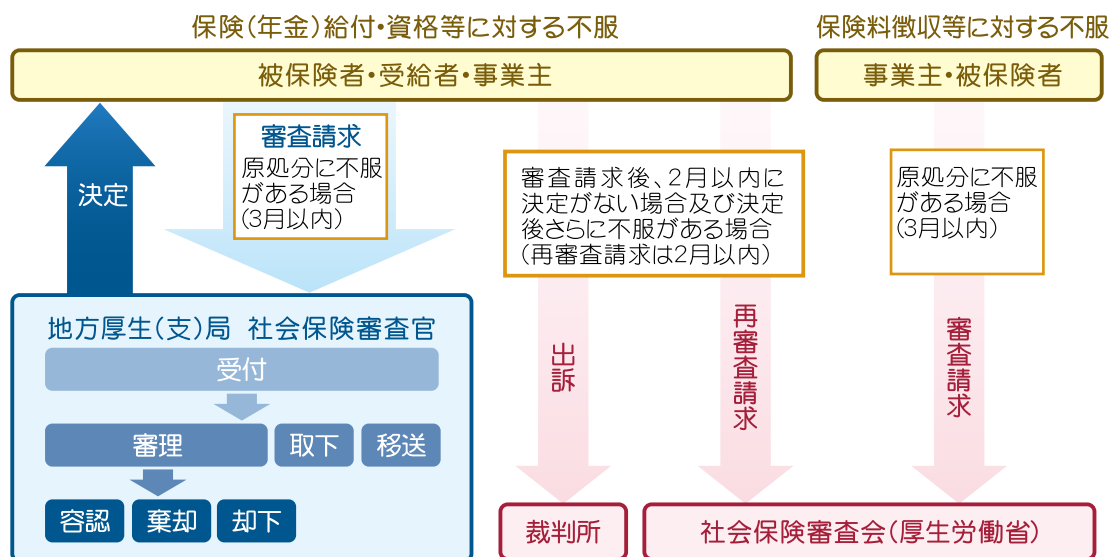 保険(年金)給付・資格等に対する不服
保険料徴収等に対する不服
被保険者・受給者・事業主
事業主・被保険者
決定
審査請求
原処分に不服
がある場合
(3月以内)
審査請求後、2月以内に
決定がない場合及び決定
後さらに不服がある場合
(再審査請求は2月以内)
原処分に不服
がある場合
(3月以内)
地方厚生(支)局 社会保険審査官
受付
審理
取下
移送
容認
棄却
却下
出訴
再審査請求
審査請求
裁判所
社会保険審査会(厚生労働省)